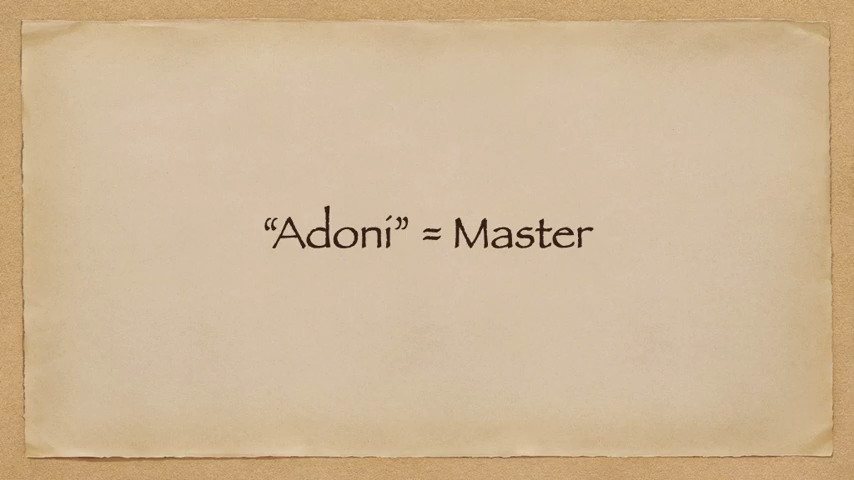 “Adoni” = Master